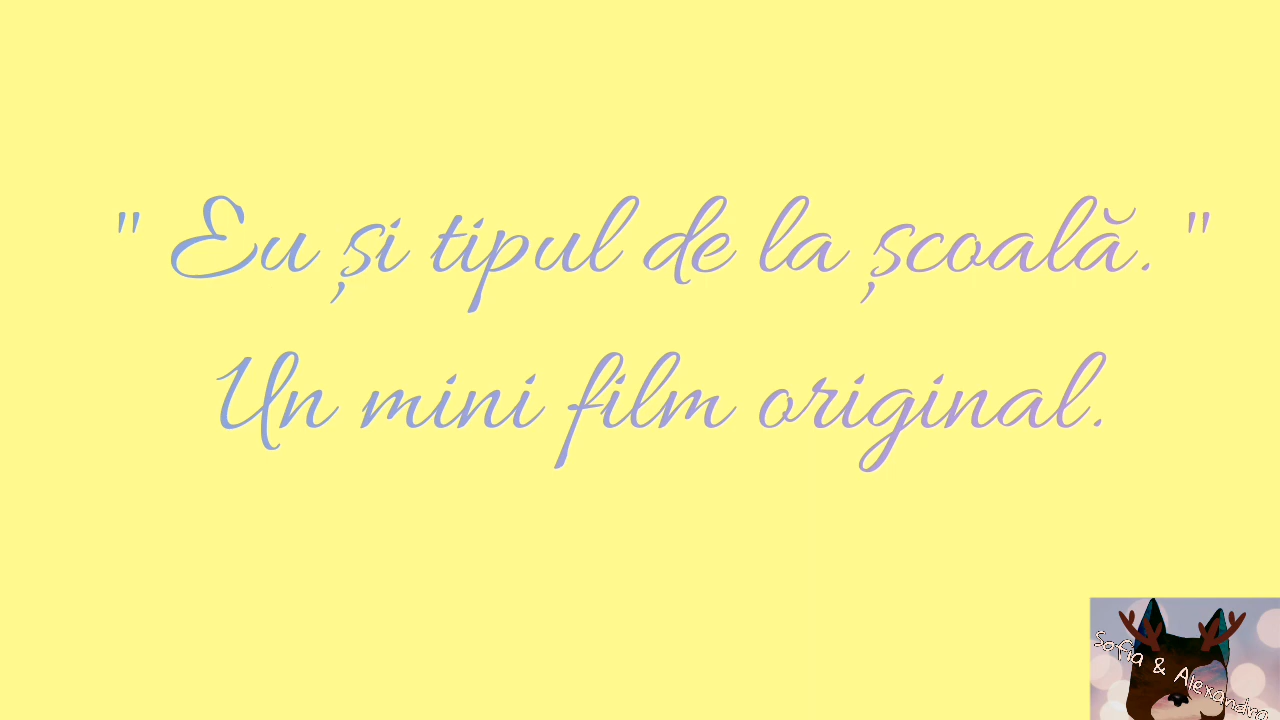 " Eu și tipul de la școală. "
Un mini film original.
Sofia & Alexandra